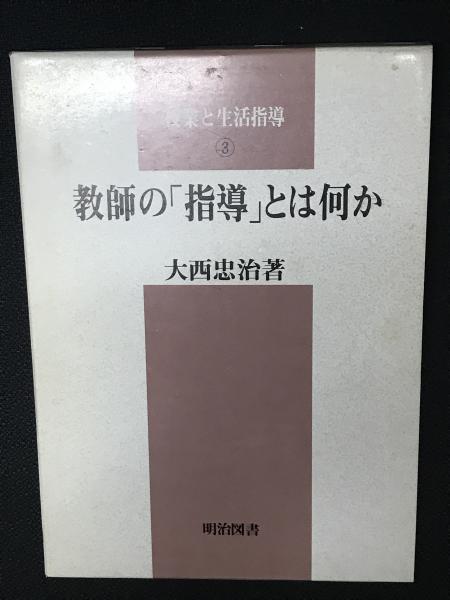 授業と生活指導
③
教師の「指導」とは何か
大西忠治著
明治図書